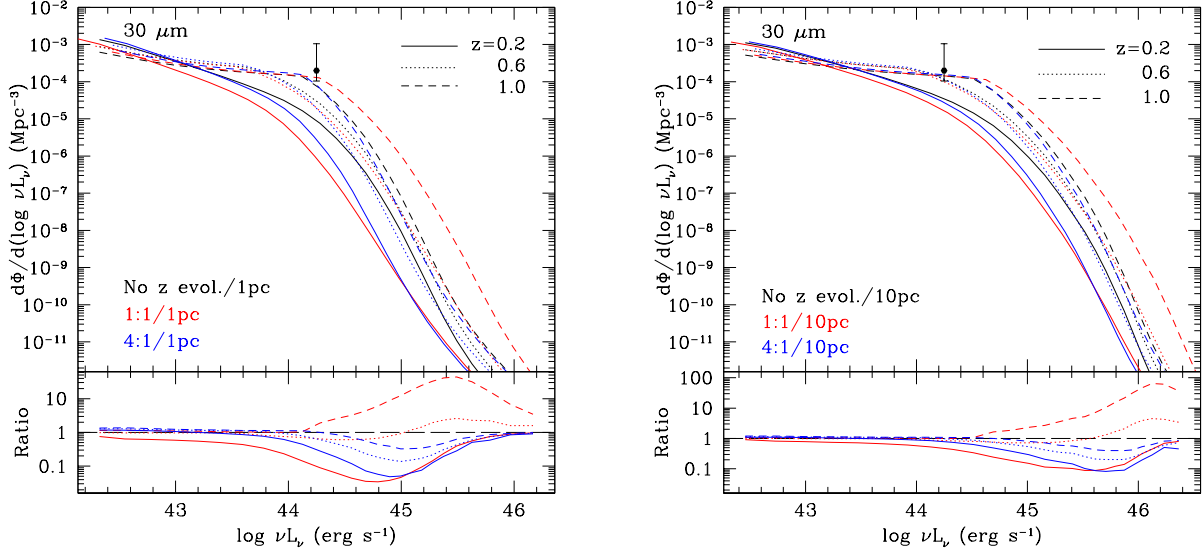 30 μm
z=0.2
0.6
1.0
No z evol./1pc
1:1/1pc
4:1/1pc
dΦ/d(log νLν) (Mpc⁻³)
10⁻²
10⁻³
10⁻⁴
10⁻⁵
10⁻⁶
10⁻⁷
10⁻⁸
10⁻⁹
10⁻¹⁰
10⁻¹¹
Ratio
10
1
0.1
43
44
45
46
log νLν (erg s⁻¹)
30 μm
z=0.2
0.6
1.0
No z evol./10pc
1:1/10pc
4:1/10pc
dΦ/d(log νLν) (Mpc⁻³)
10⁻²
10⁻³
10⁻⁴
10⁻⁵
10⁻⁶
10⁻⁷
10⁻⁸
10⁻⁹
10⁻¹⁰
10⁻¹¹
Ratio
100
10
1
0.1
43
44
45
46
log νLν (erg s⁻¹)